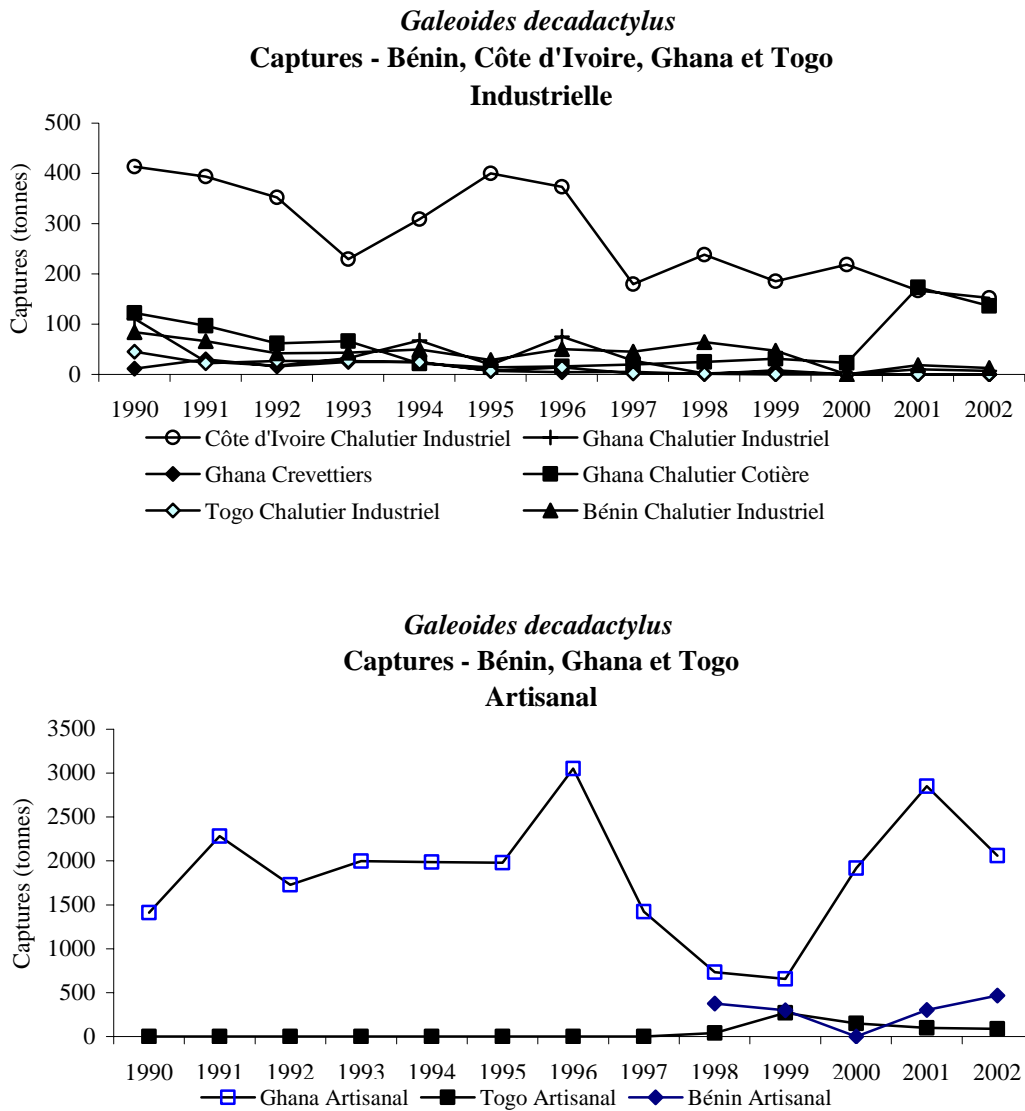 Galeoides decadactylus
Captures - Bénin, Côte d'Ivoire, Ghana et Togo
Industrielle
500
400
300
200
100
0
Captures (tonnes)
1990 1991 1992 1993 1994 1995 1996 1997 1998 1999 2000 2001 2002
Côte d'Ivoire Chalutier Industriel Ghana Chalutier Industriel
Ghana Crevettiers Ghana Chalutier Cotière
Togo Chalutier Industriel Bénin Chalutier Industriel
Galeoides decadactylus
Captures - Bénin, Ghana et Togo
Artisanal
3500
3000
2500
2000
1500
1000
500
0
Captures (tonnes)
1990 1991 1992 1993 1994 1995 1996 1997 1998 1999 2000 2001 2002
Ghana Artisanal Togo Artisanal Bénin Artisanal